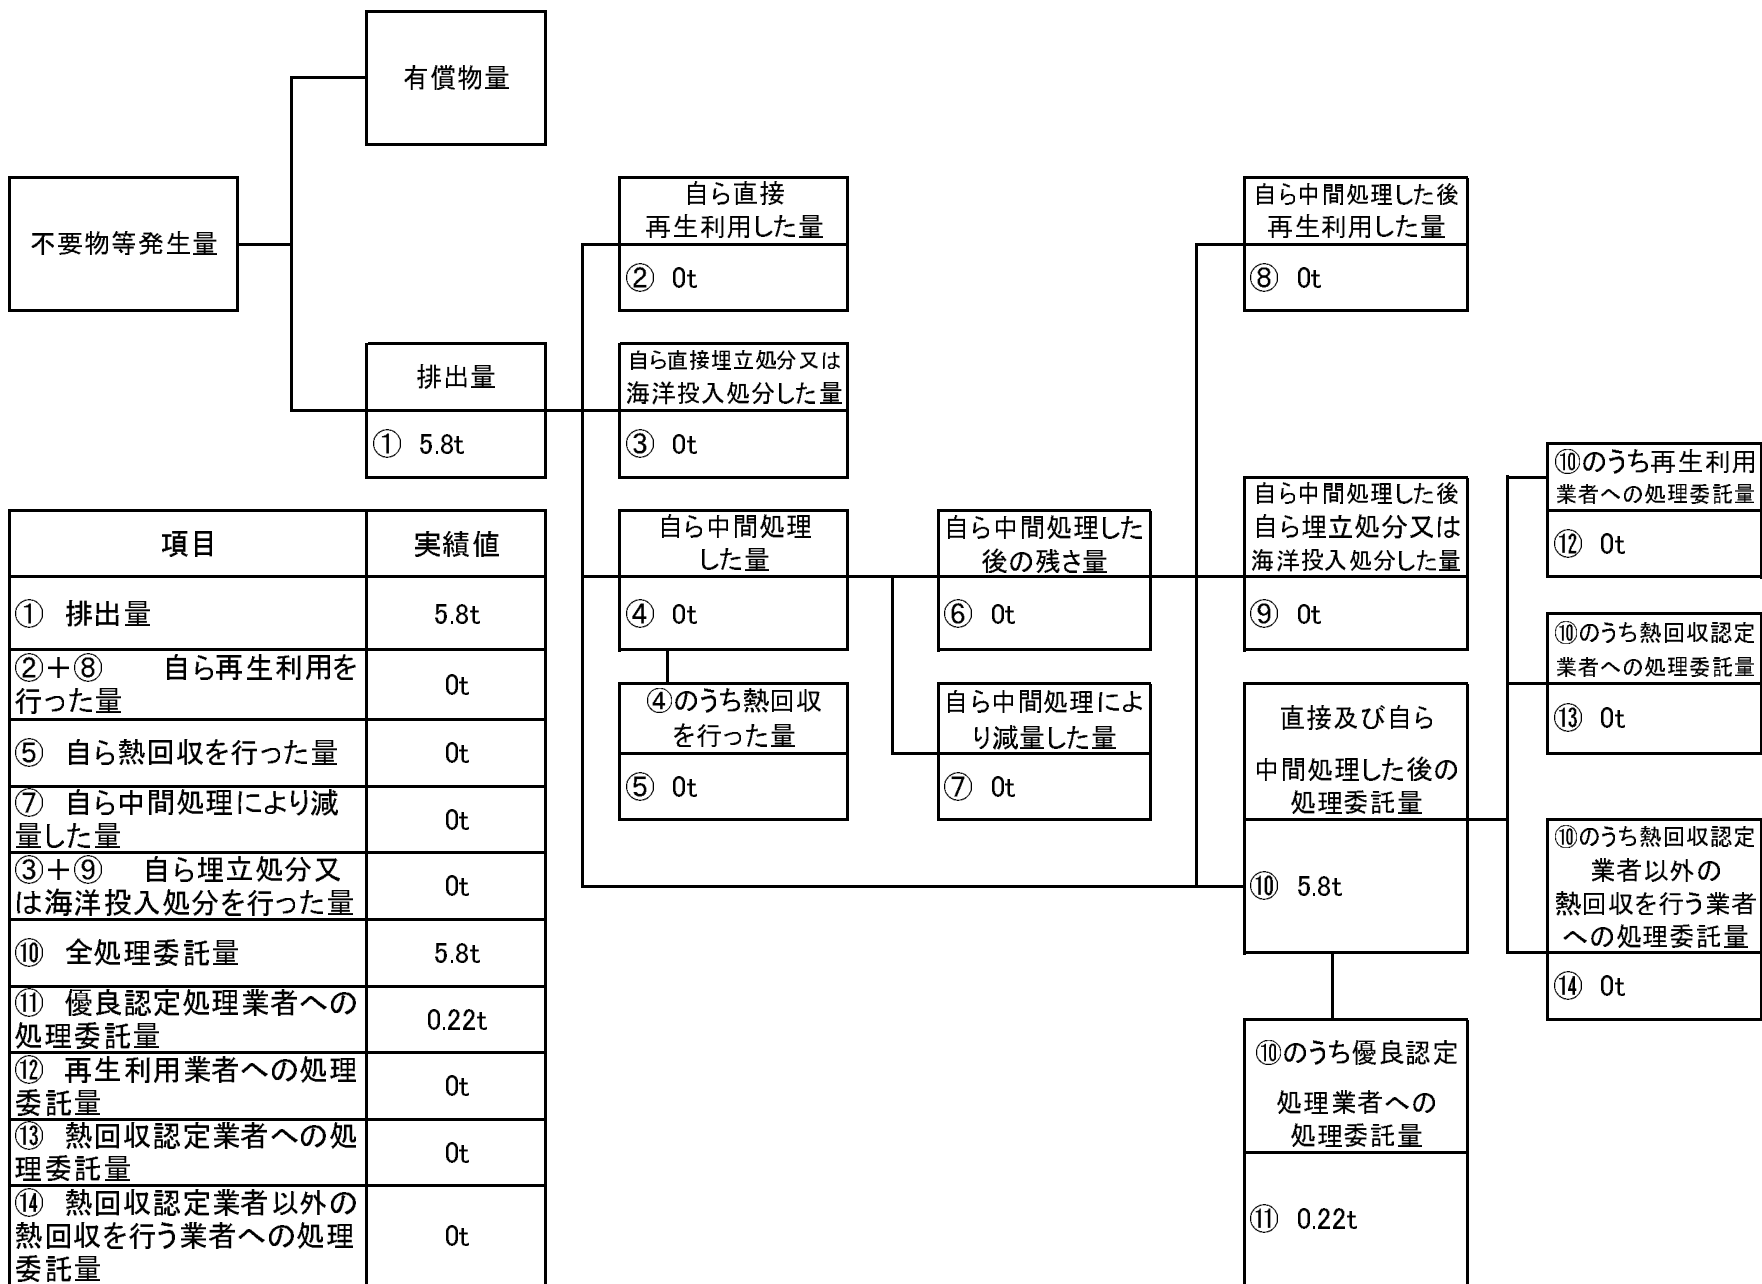 有償物量
不要物等発生量
自ら直接
再生利用した量
② 0t
自ら中間処理した後
再生利用した量
⑧ 0t
排出量
① 5.8t
自ら直接埋立処分又は
海洋投入処分した量
③ 0t
自ら中間処理
した量
④ 0t
④のうち熱回収
を行った量
⑤ 0t
自ら中間処理した
後の残さ量
⑥ 0t
自ら中間処理によ
り減量した量
⑦ 0t
自ら中間処理した後
自ら埋立処分又は
海洋投入処分した量
⑨ 0t
直接及び自ら
中間処理した後の
処理委託量
⑩ 5.8t
⑩のうち優良認定
処理業者への
処理委託量
⑪ 0.22t
⑩のうち再生利用
業者への処理委託量
⑫ 0t
⑩のうち熱回収認定
業者への処理委託量
⑬ 0t
⑩のうち熱回収認定
業者以外の
熱回収を行う業者
への処理委託量
⑭ 0t
項目 実績値
① 排出量 5.8t
②＋⑧ 自ら再生利用を
行った量 0t
⑤ 自ら熱回収を行った量 0t
⑦ 自ら中間処理により減
量した量 0t
③＋⑨ 自ら埋立処分又
は海洋投入処分を行った量 0t
⑩ 全処理委託量 5.8t
⑪ 優良認定処理業者への
処理委託量 0.22t
⑫ 再生利用業者への処理
委託量 0t
⑬ 熱回収認定業者への処
理委託量 0t
⑭ 熱回収認定業者以外の
熱回収を行う業者への処理
委託量 0t